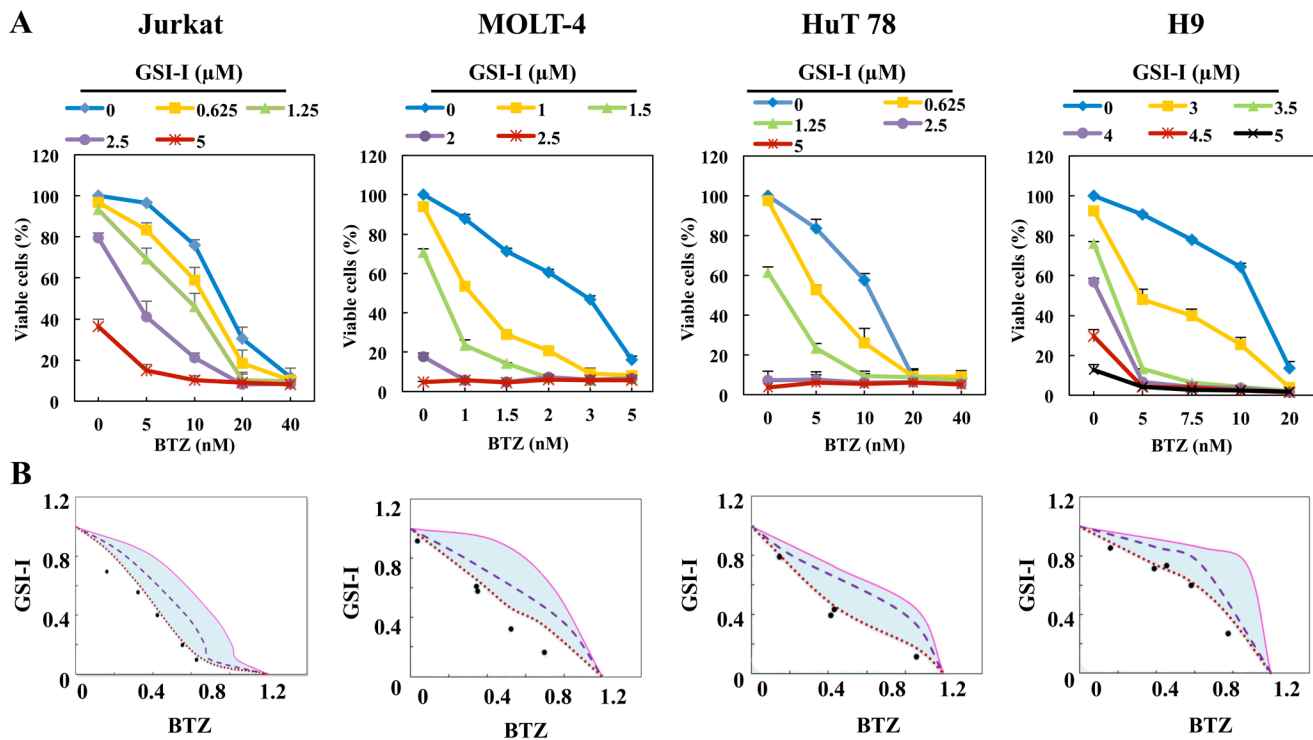 A
Jurkat
MOLT-4
HuT 78
H9
GSI-I (μM)
0 0.625 1.25
2.5 5
Viable cells (%)
120
100
80
60
40
20
0
0 5 10 20 40
BTZ (nM)
GSI-I (μM)
0 1 1.5
2 2.5
Viable cells (%)
120
100
80
60
40
20
0
0 1 1.5 2 3 5
BTZ (nM)
GSI-I (μM)
0 0.625
1.25 2.5
5
Viable cells (%)
120
100
80
60
40
20
0
0 5 10 20 40
BTZ (nM)
GSI-I (μM)
0 3 3.5
4 4.5 5
Viable cells (%)
120
100
80
60
40
20
0
0 5 7.5 10 20
BTZ (nM)
B
GSI-I
1.2
0.8
0.4
0
0 0.4 0.8 1.2
BTZ
GSI-I
1.2
0.8
0.4
0
0 0.4 0.8 1.2
BTZ
GSI-I
1.2
0.8
0.4
0
0 0.4 0.8 1.2
BTZ
GSI-I
1.2
0.8
0.4
0
0 0.4 0.8 1.2
BTZ